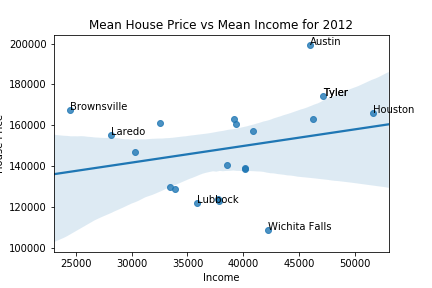 Mean House Price vs Mean Income for 2012
200000
180000
160000
140000
120000
100000
House Price
Austin
Tyler
Houston
Brownsville
Laredo
Lubbock
Wichita Falls
25000 30000 35000 40000 45000 50000
Income